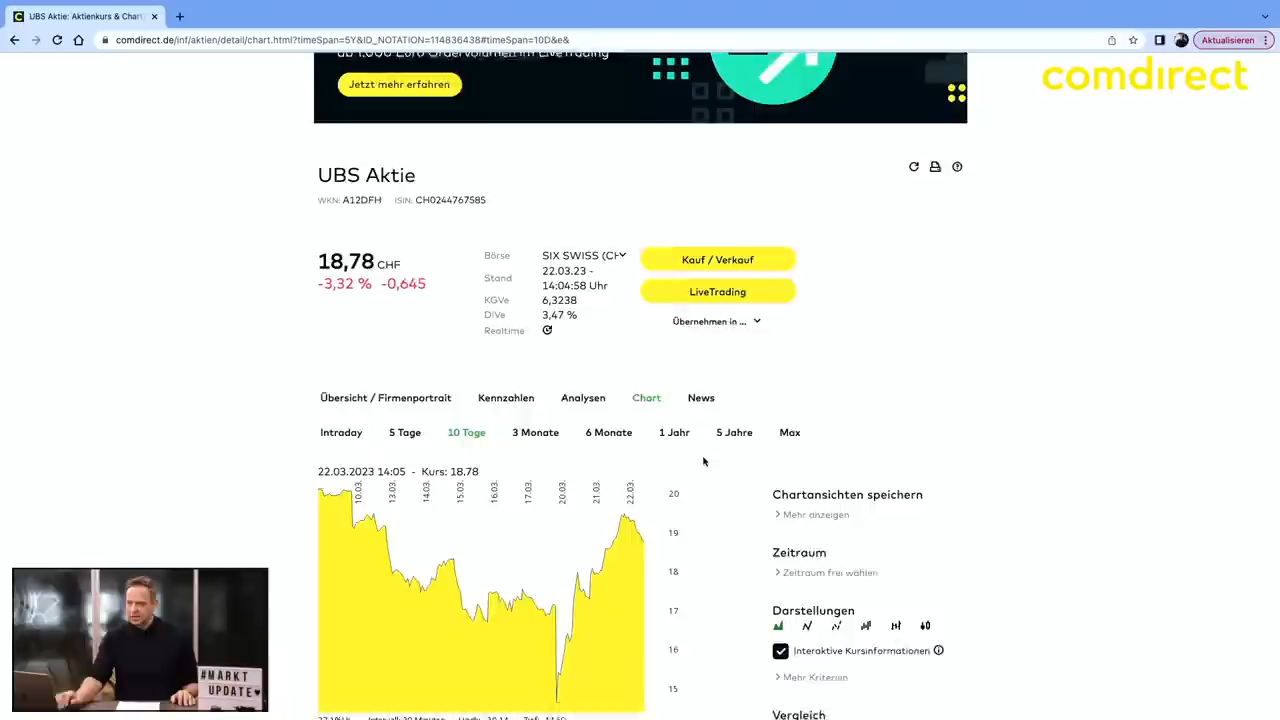 UBS Aktie: Aktienkurs & Chart
comdirect.de/inf/aktien/detail/chart.html?timeSpan=5Y&ID_NOTATION=114836438#timeSpan=10D&e&
Aktualisieren
comdirect
Jetzt mehr erfahren
UBS Aktie
WKN: A12DFH ISIN: CH0244767585
18,78 CHF
-3,32 % -0,645
Börse SIX SWISS (CH
Stand 22.03.23 -
14:04:58 Uhr
KGVe 6,3238
DIVe 3,47 %
Realtime
Kauf / Verkauf
LiveTrading
Übernehmen in ...
Übersicht / Firmenportrait Kennzahlen Analysen Chart News
Intraday 5 Tage 10 Tage 3 Monate 6 Monate 1 Jahr 5 Jahre Max
22.03.2023 14:05 - Kurs: 18.78
10.03. 13.03. 14.03. 15.03. 16.03. 17.03. 20.03. 21.03. 22.03.
20
19
18
17
16
15
Chartansichten speichern
Mehr anzeigen
Zeitraum
Zeitraum frei wählen
Darstellungen
Interaktive Kursinformationen
Mehr Kriterien
Vergleich
#MARKT
UPDATE♥